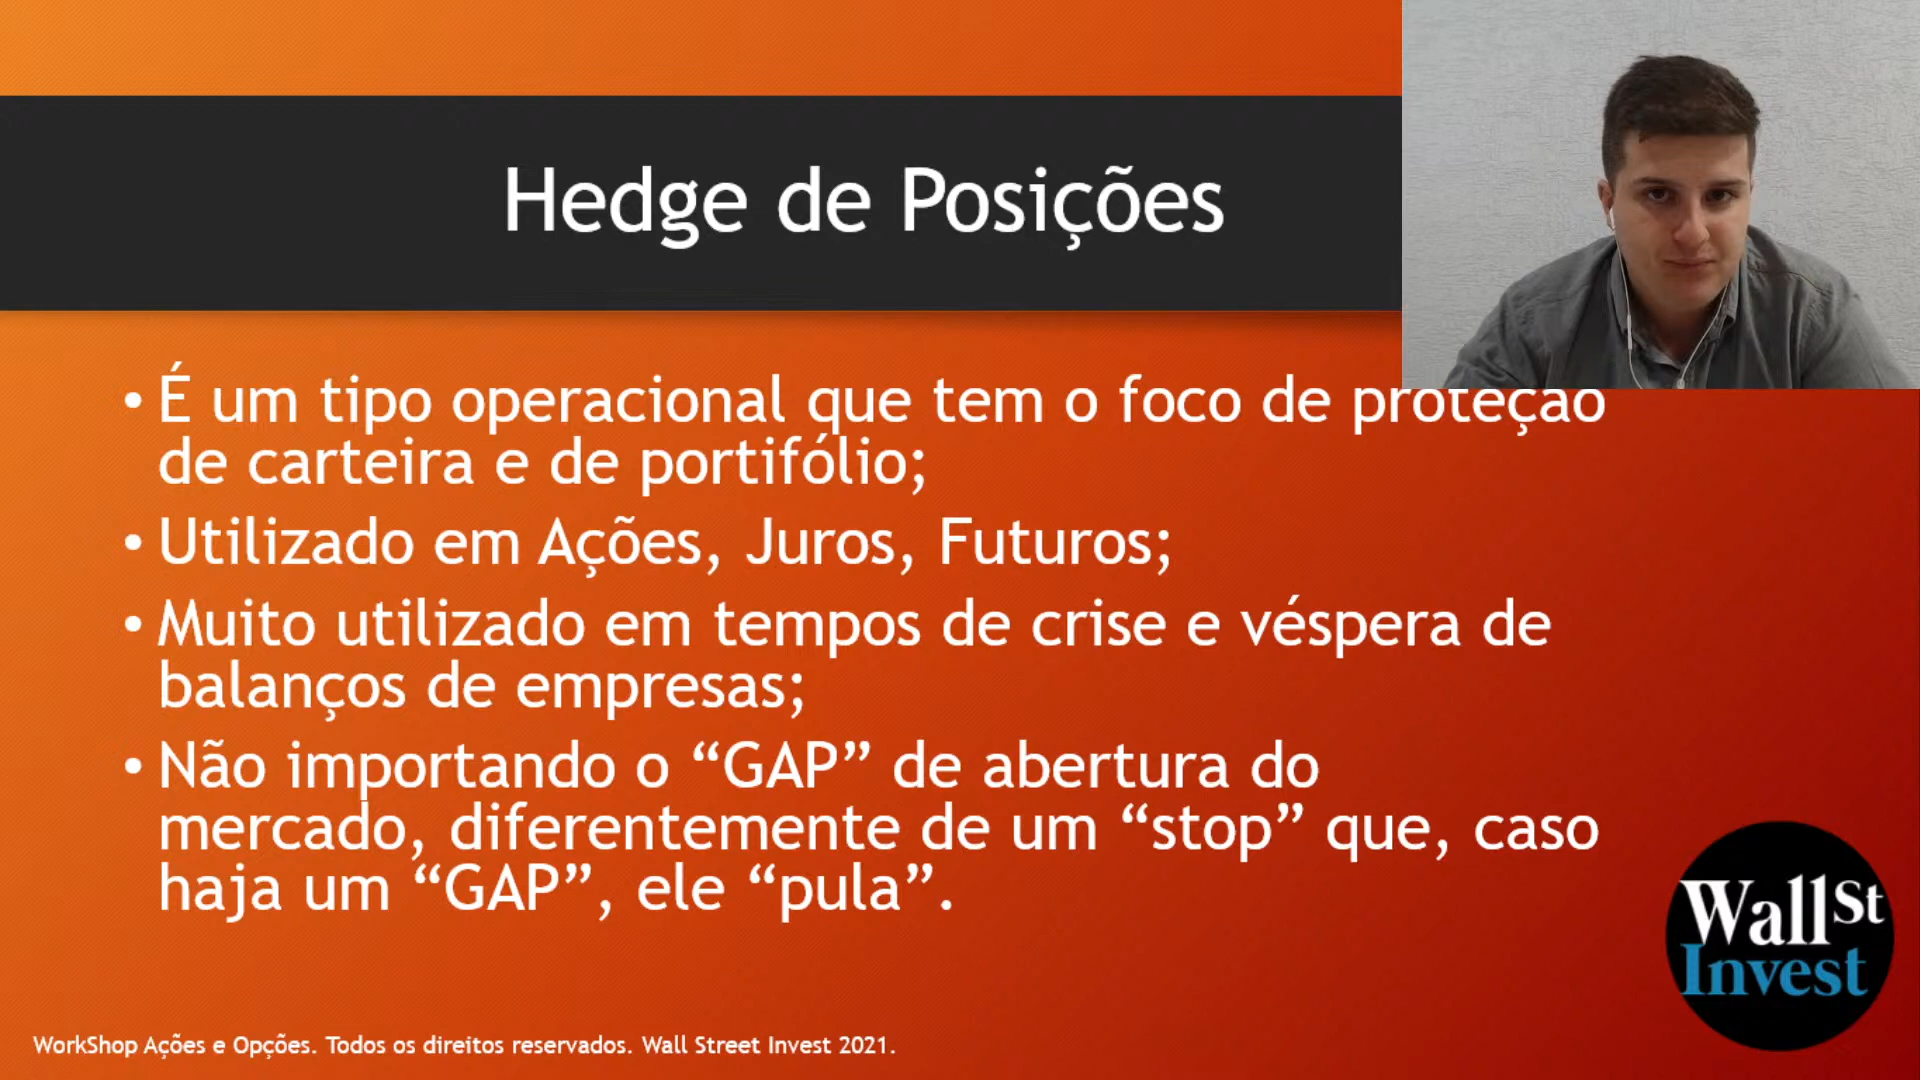 Hedge de Posições
• É um tipo operacional que tem o foco de proteção
de carteira e de portifólio;
• Utilizado em Ações, Juros, Futuros;
• Muito utilizado em tempos de crise e véspera de
balanços de empresas;
• Não importando o “GAP” de abertura do
mercado, diferentemente de um “stop” que, caso
haja um “GAP”, ele “pula”.
WallSt
Invest
WorkShop Ações e Opções. Todos os direitos reservados. Wall Street Invest 2021.